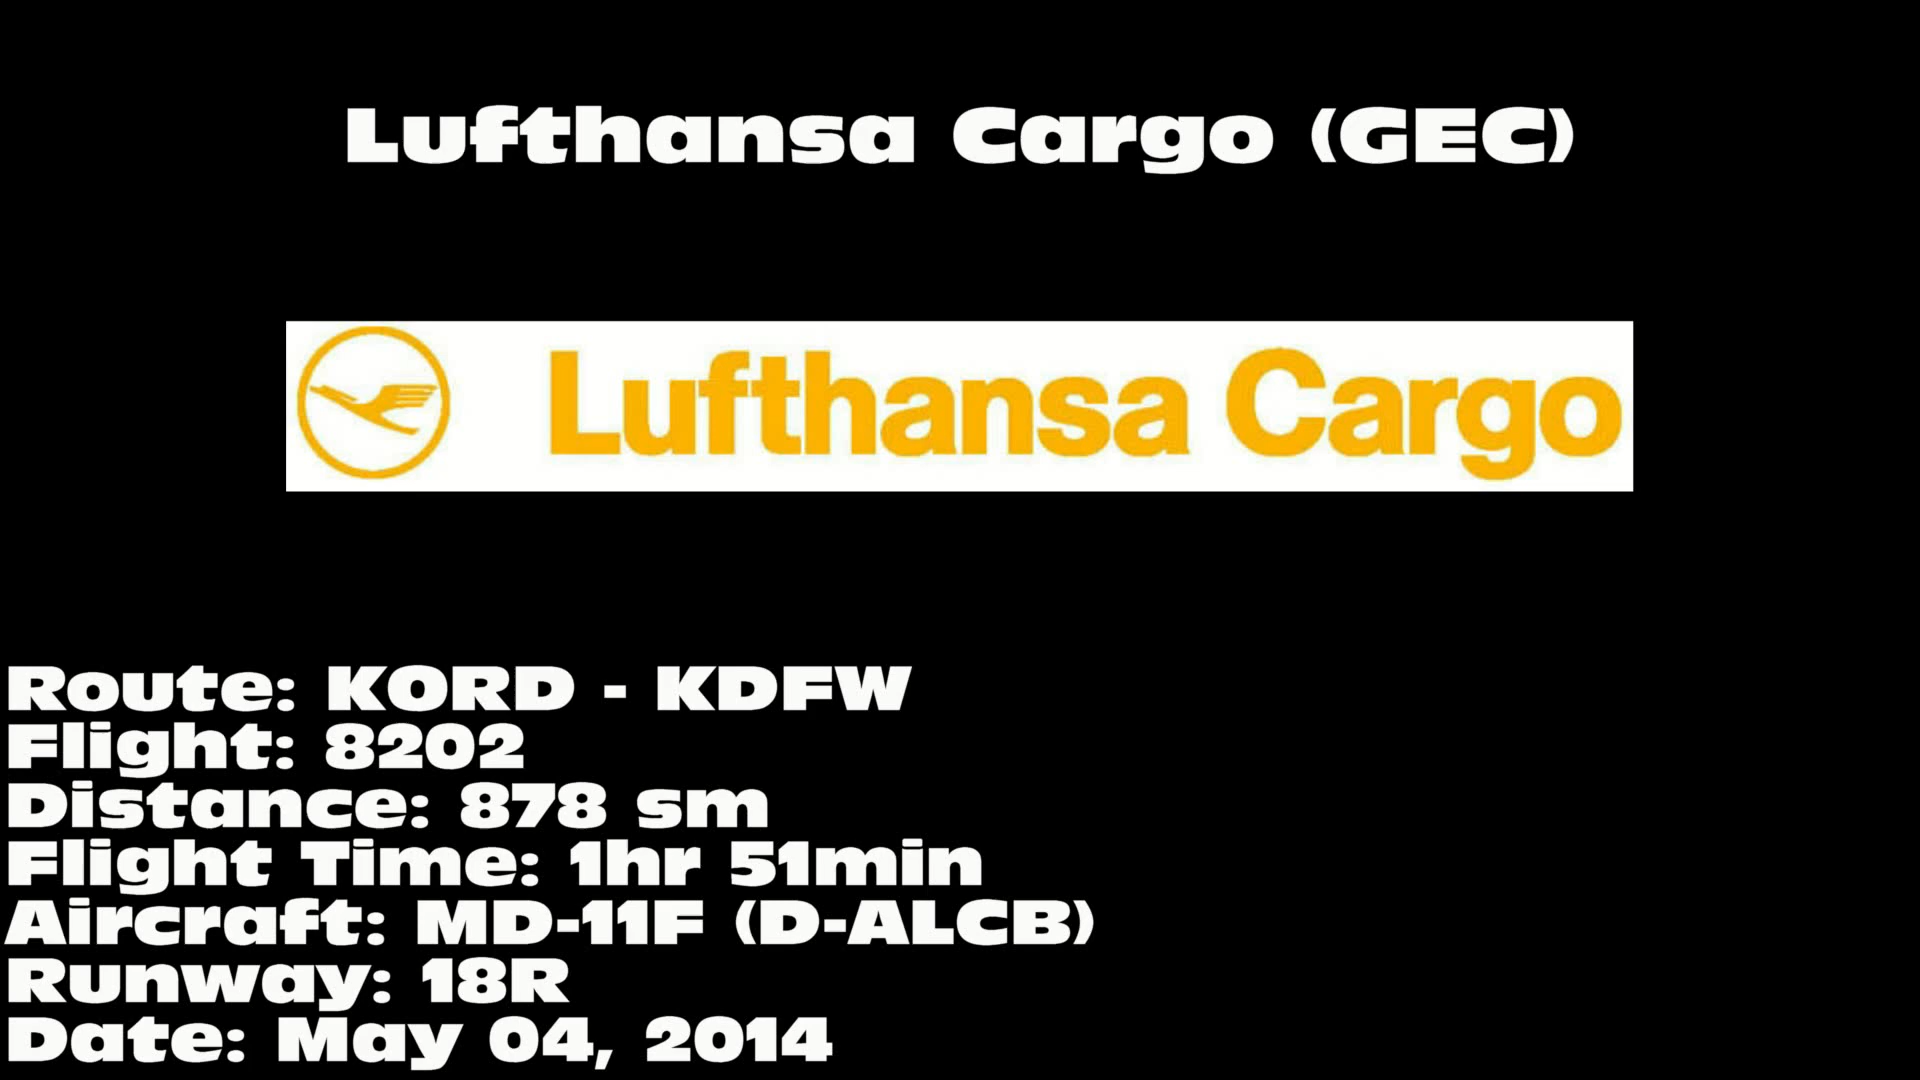 Lufthansa Cargo (GEC)
Lufthansa Cargo
Route: KORD - KDFW
Flight: 8202
Distance: 878 sm
Flight Time: 1hr 51min
Aircraft: MD-11F (D-ALCB)
Runway: 18R
Date: May 04, 2014